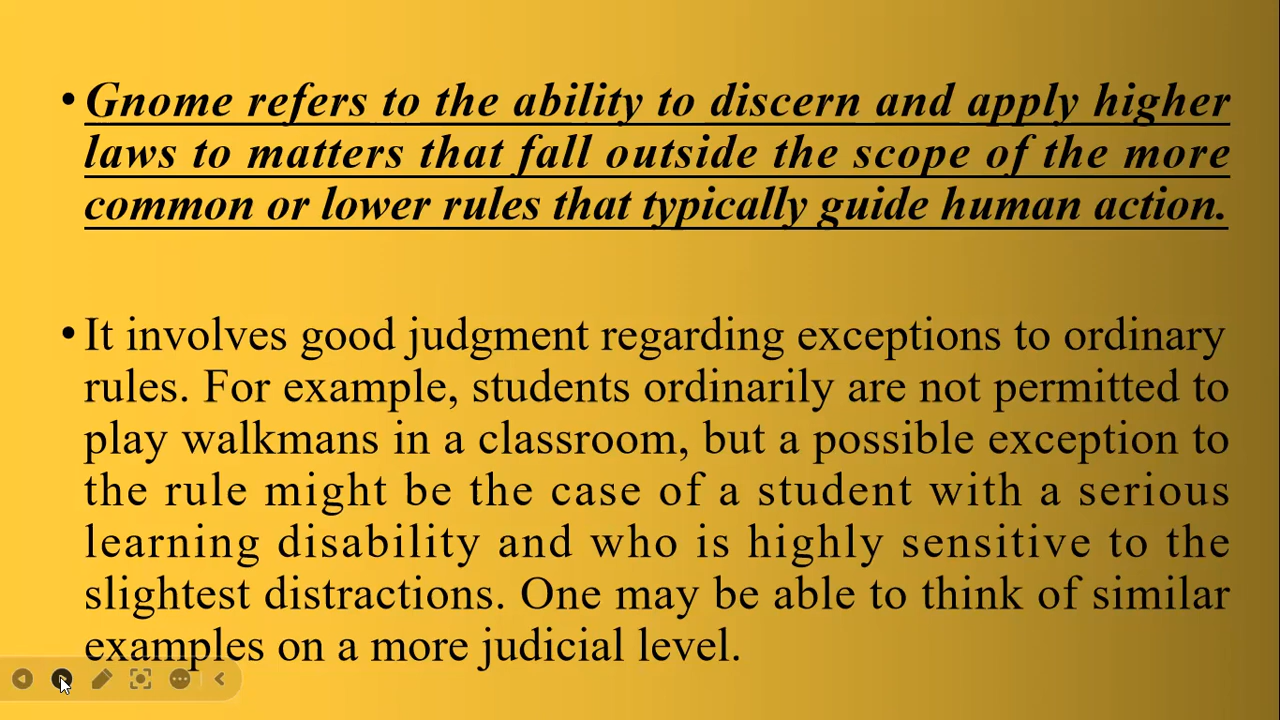 • Gnome refers to the ability to discern and apply higher
laws to matters that fall outside the scope of the more
common or lower rules that typically guide human action.
• It involves good judgment regarding exceptions to ordinary
rules. For example, students ordinarily are not permitted to
play walkmans in a classroom, but a possible exception to
the rule might be the case of a student with a serious
learning disability and who is highly sensitive to the
slightest distractions. One may be able to think of similar
examples on a more judicial level.